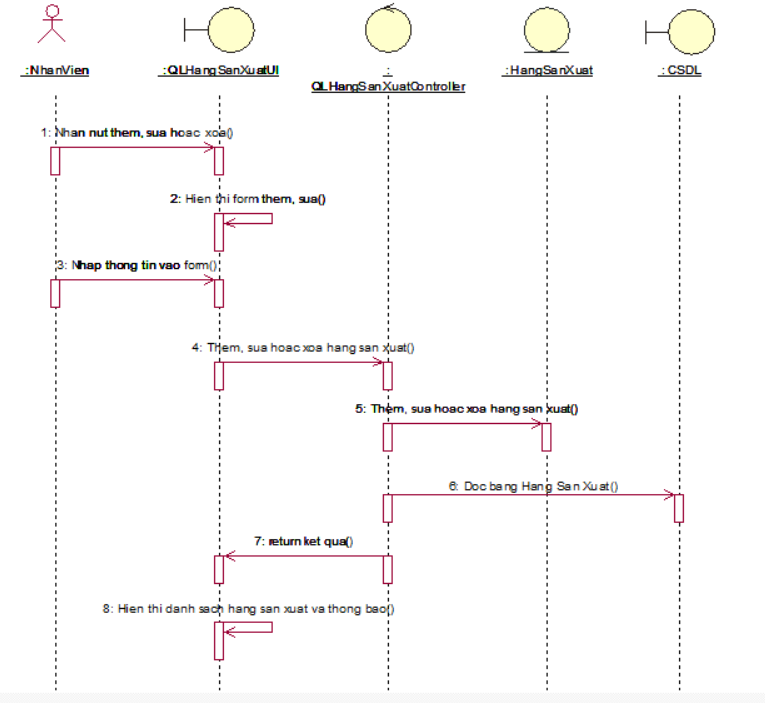 :NhanVien
:QLHangSanXuatUI
:
QLHangSanXuatController
:HangSanXuat
:CSDL
1: Nhan nut them, sua hoac xoa()
2: Hien thi form them, sua()
3: Nhap thong tin vao form()
4: Them, sua hoac xoa hang san xuat()
5: Them, sua hoac xoa hang san xuat()
6: Doc bang Hang San Xuat()
7: return ket qua()
8: Hien thi danh sach hang san xuat va thong bao()